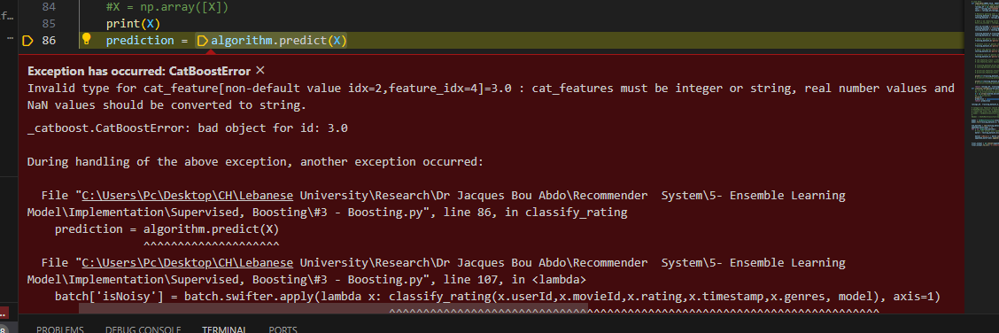 84 #X = np.array([X])
85 print(X)
86 prediction = algorithm.predict(X)
Exception has occurred: CatBoostError ×
Invalid type for cat_feature[non-default value idx=2,feature_idx=4]=3.0 : cat_features must be integer or string, real number values and
NaN values should be converted to string.
_catboost.CatBoostError: bad object for id: 3.0
During handling of the above exception, another exception occurred:
File "C:\Users\Pc\Desktop\CH\Lebanese University\Research\Dr Jacques Bou Abdo\Recommender  System\5- Ensemble Learning
Model\Implementation\Supervised, Boosting\#3 - Boosting.py", line 86, in classify_rating
prediction = algorithm.predict(X)
^^^^^^^^^^^^^^^^^^^^
File "C:\Users\Pc\Desktop\CH\Lebanese University\Research\Dr Jacques Bou Abdo\Recommender  System\5- Ensemble Learning
Model\Implementation\Supervised, Boosting\#3 - Boosting.py", line 107, in <lambda>
batch['isNoisy'] = batch.swifter.apply(lambda x: classify_rating(x.userId,x.movieId,x.rating,x.timestamp,x.genres, model), axis=1)
^^^^^^^^^^^^^^^^^^^^^^^^^^^^^^^^^^^^^^^^^^^^^^^^^^^^^^^^^^^^^^^^^^^^^^^^
PROBLEMS DEBUG CONSOLE TERMINAL PORTS